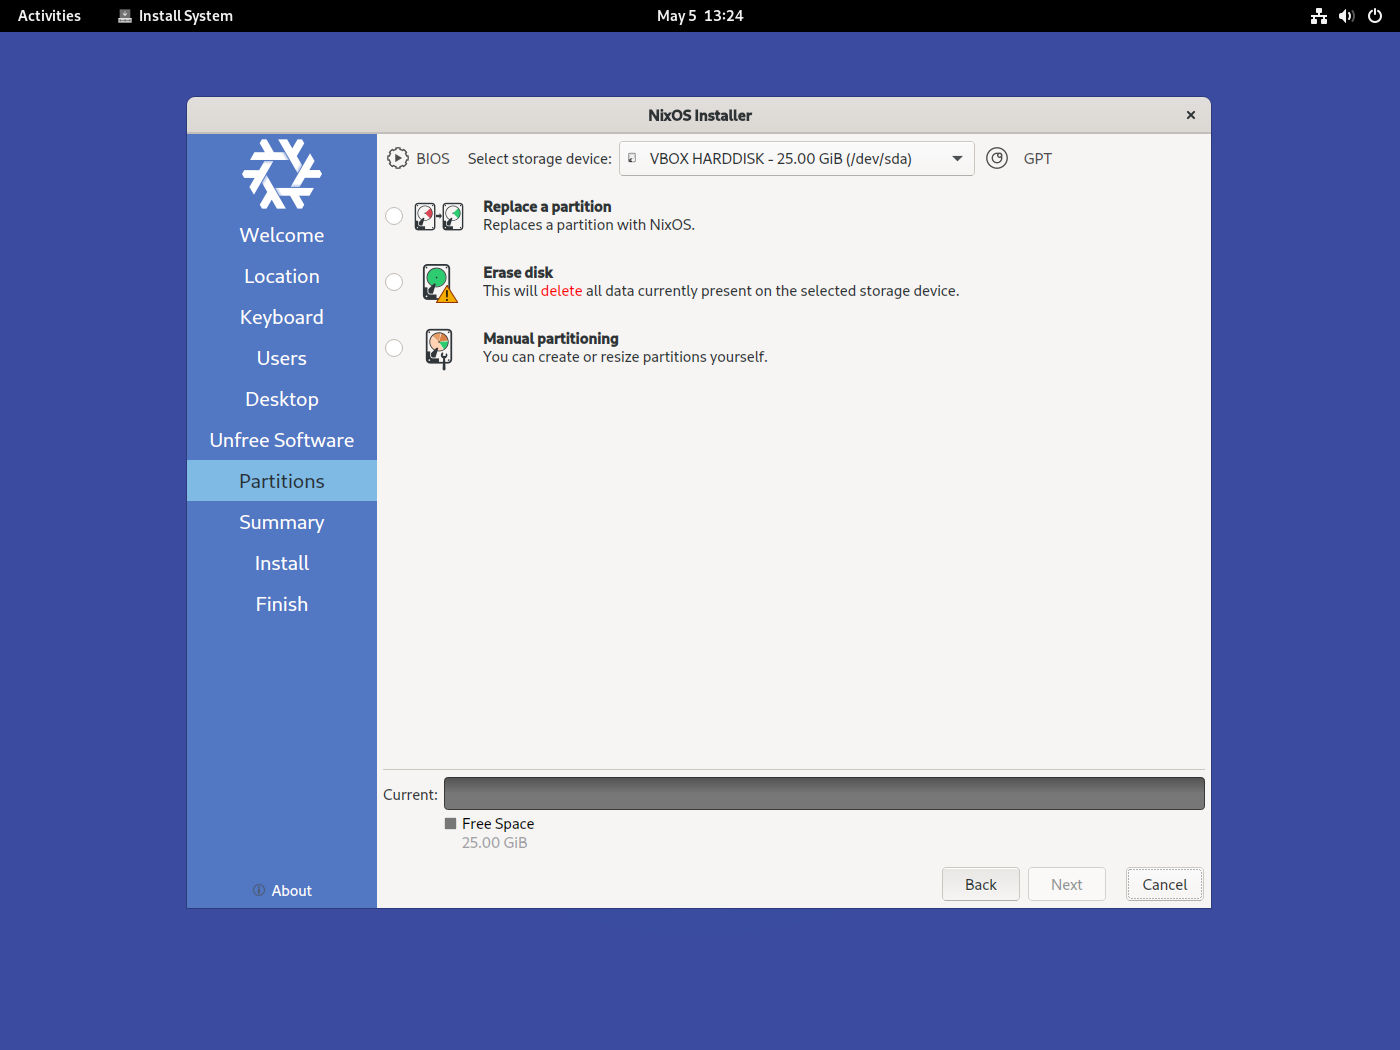 Activities Install System May 5 13:24
NixOS Installer
BIOS Select storage device: VBOX HARDDISK - 25.00 GiB (/dev/sda) GPT
Welcome
Location
Keyboard
Users
Desktop
Unfree Software
Partitions
Summary
Install
Finish
About
Replace a partition
Replaces a partition with NixOS.
Erase disk
This will delete all data currently present on the selected storage device.
Manual partitioning
You can create or resize partitions yourself.
Current:
Free Space
25.00 GiB
Back Next Cancel